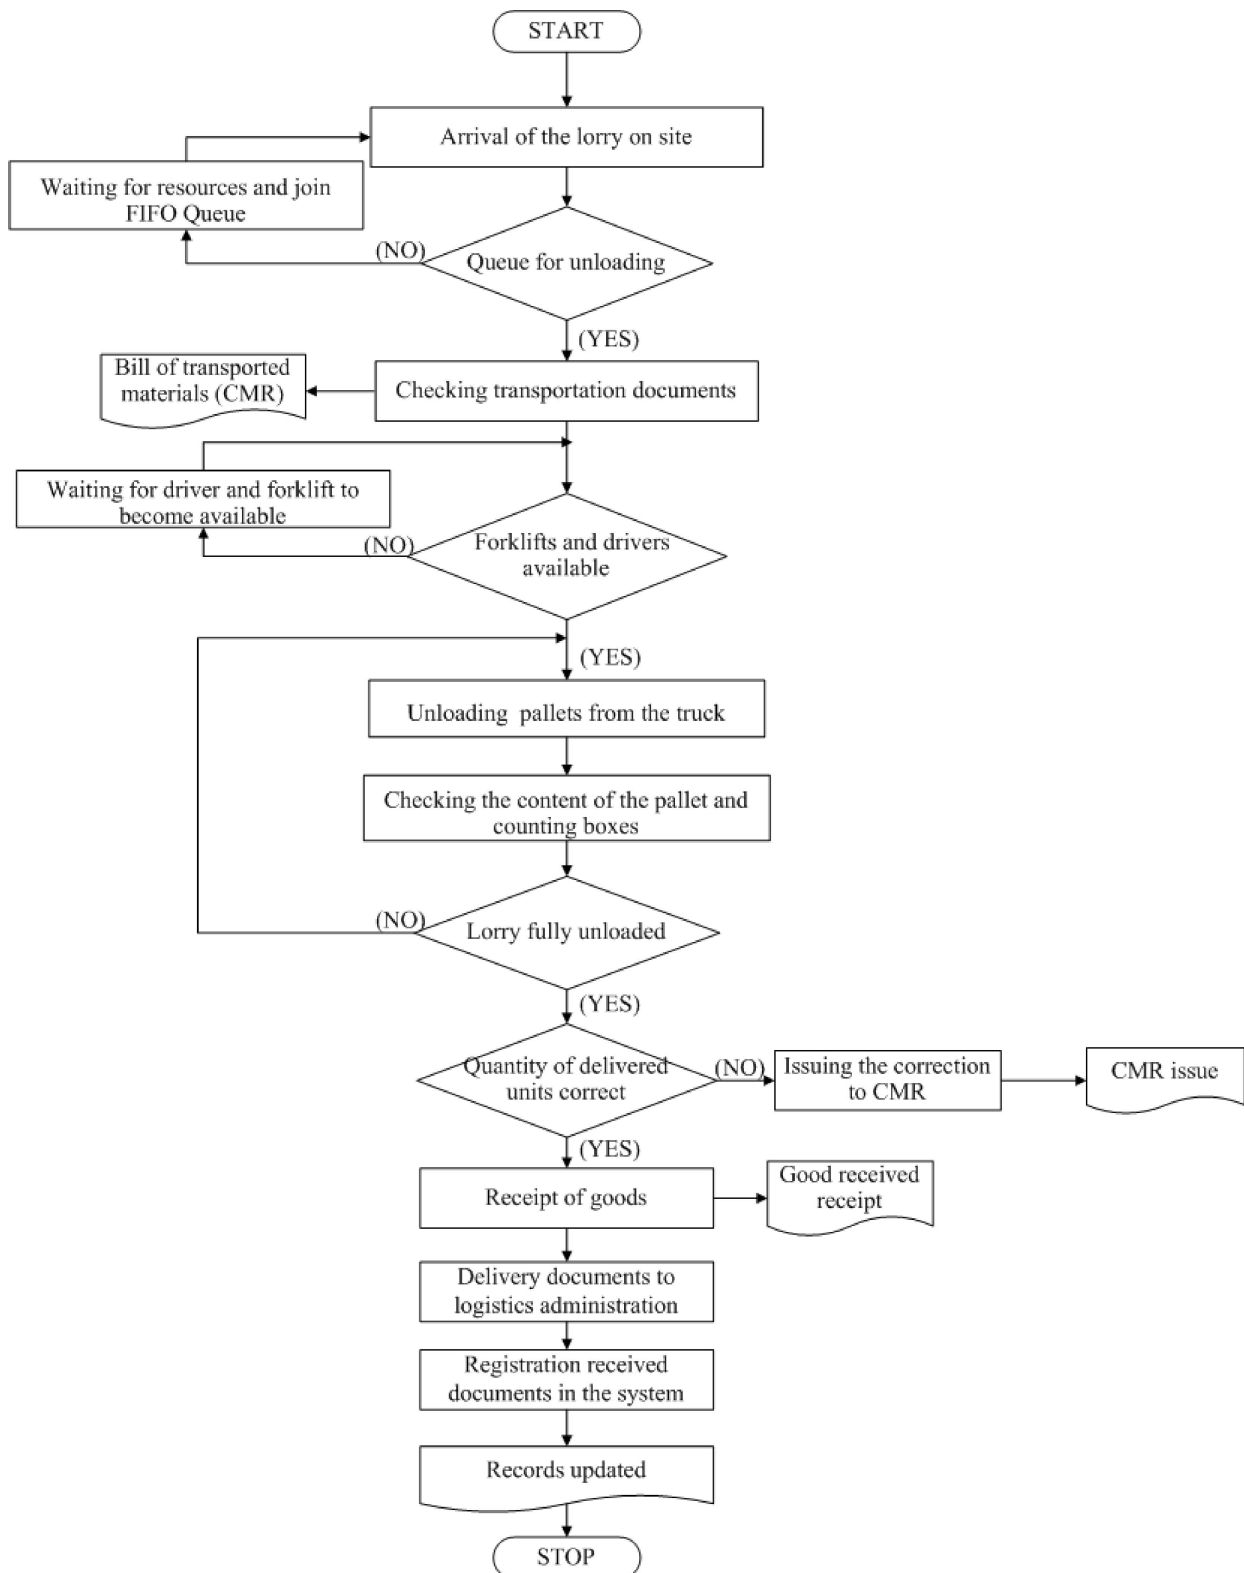 START
Arrival of the lorry on site
Waiting for resources and join
FIFO Queue
(NO)
Queue for unloading
(YES)
Bill of transported
materials (CMR)
Checking transportation documents
Waiting for driver and forklift to
become available
(NO)
Forklifts and drivers
available
(YES)
Unloading pallets from the truck
Checking the content of the pallet and
counting boxes
(NO)
Lorry fully unloaded
(YES)
Quantity of delivered
units correct
(NO)
Issuing the correction
to CMR
CMR issue
(YES)
Receipt of goods
Good received
receipt
Delivery documents to
logistics administration
Registration received
documents in the system
Records updated
STOP